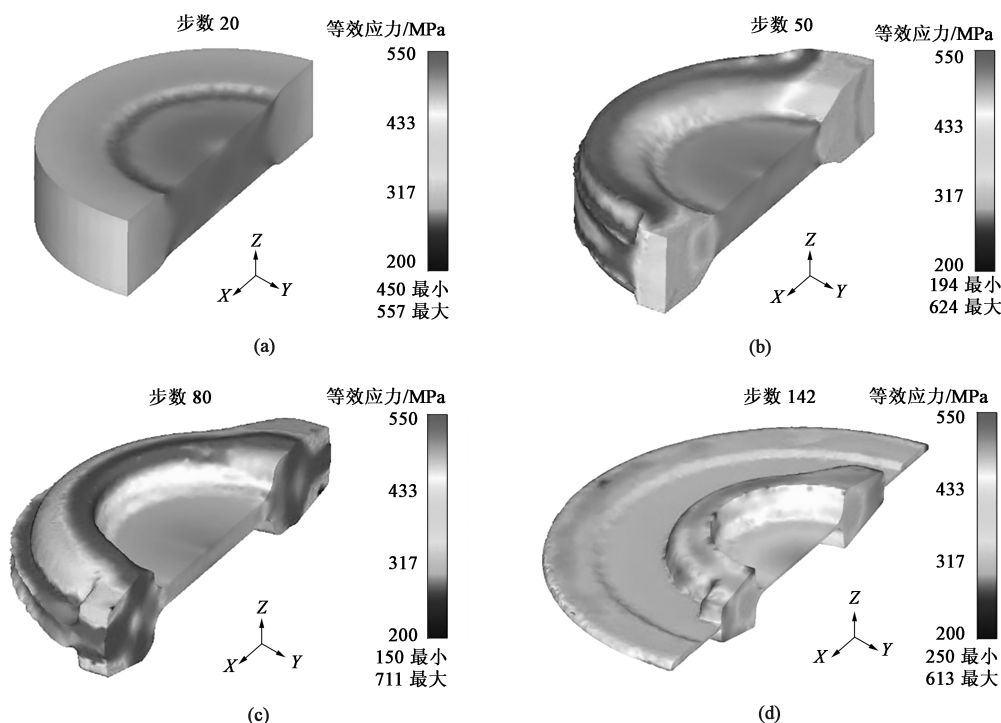 步数 20
等效应力/MPa
550
433
317
200
450 最小
557 最大
Z
X
Y
(a)
步数 50
等效应力/MPa
550
433
317
200
194 最小
624 最大
Z
X
Y
(b)
步数 80
等效应力/MPa
550
433
317
200
150 最小
711 最大
Z
X
Y
(c)
步数 142
等效应力/MPa
550
433
317
200
250 最小
613 最大
Z
X
Y
(d)